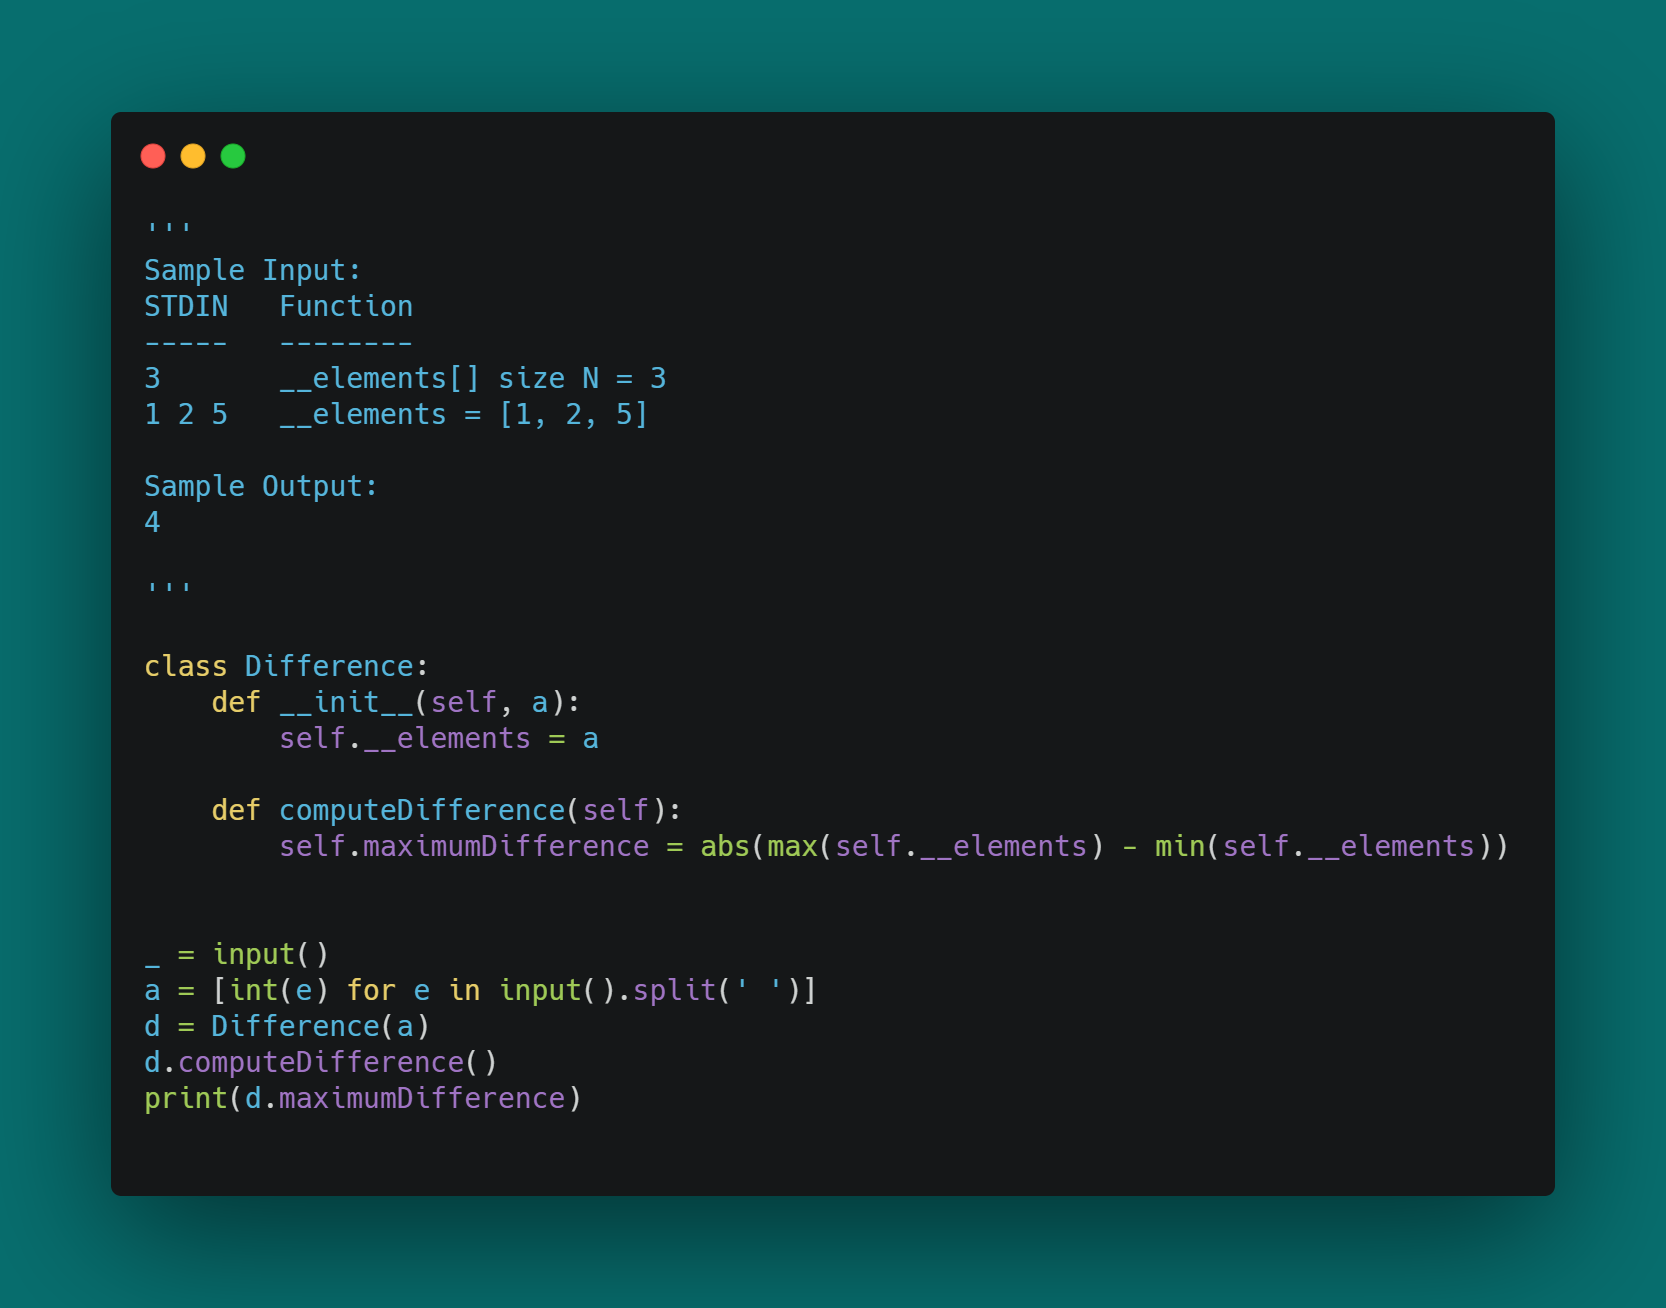 '''
Sample Input:
STDIN   Function
-----   --------
3       __elements[] size N = 3
1 2 5   __elements = [1, 2, 5]

Sample Output:
4

'''

class Difference:
    def __init__(self, a):
        self.__elements = a

    def computeDifference(self):
        self.maximumDifference = abs(max(self.__elements) - min(self.__elements))


_ = input()
a = [int(e) for e in input().split(' ')]
d = Difference(a)
d.computeDifference()
print(d.maximumDifference)